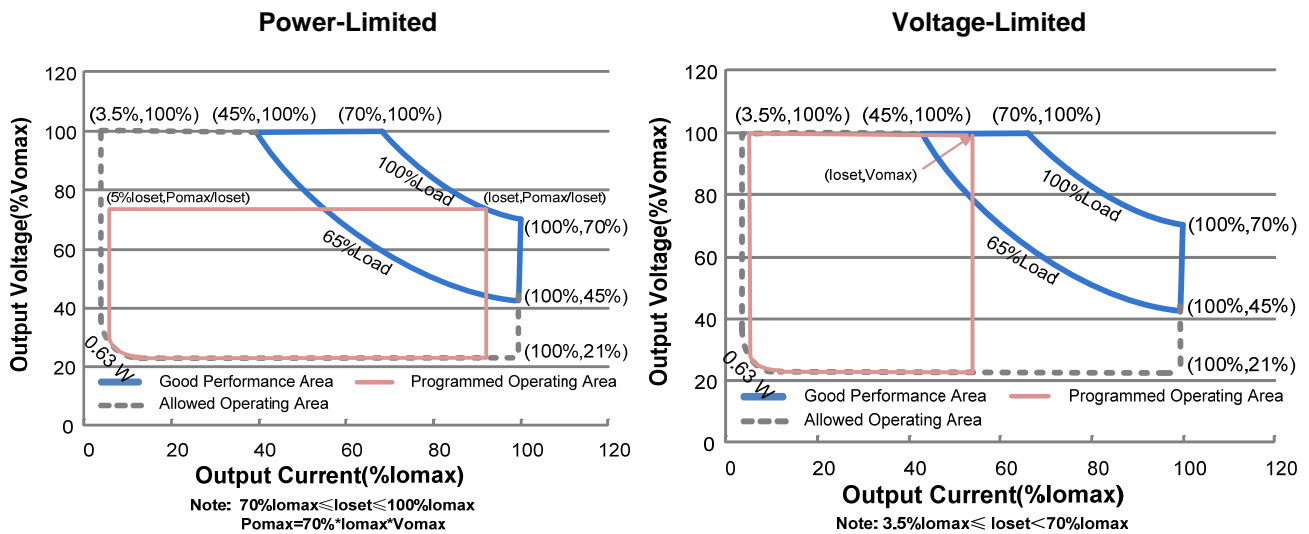 Power-Limited
Output Voltage(%Vomax)
120
100
80
60
40
20
0
(3.5%,100%) (45%,100%) (70%,100%)
100%Load
(5%Ioset,Pomax/Ioset) (Ioset,Pomax/Ioset)
65%Load
(100%,70%)
(100%,45%)
(100%,21%)
0.63 W
Good Performance Area Programmed Operating Area
Allowed Operating Area
0 20 40 60 80 100 120
Output Current(%Iomax)
Note: 70%Iomax≤Ioset≤100%Iomax
Pomax=70%*Iomax*Vomax
Voltage-Limited
Output Voltage(%Vomax)
120
100
80
60
40
20
0
(3.5%,100%) (45%,100%) (70%,100%)
(Ioset,Vomax)
100%Load
65%Load
(100%,70%)
(100%,45%)
(100%,21%)
0.63 W
Good Performance Area Programmed Operating Area
Allowed Operating Area
0 20 40 60 80 100 120
Output Current(%Iomax)
Note: 3.5%Iomax≤ Ioset<70%Iomax